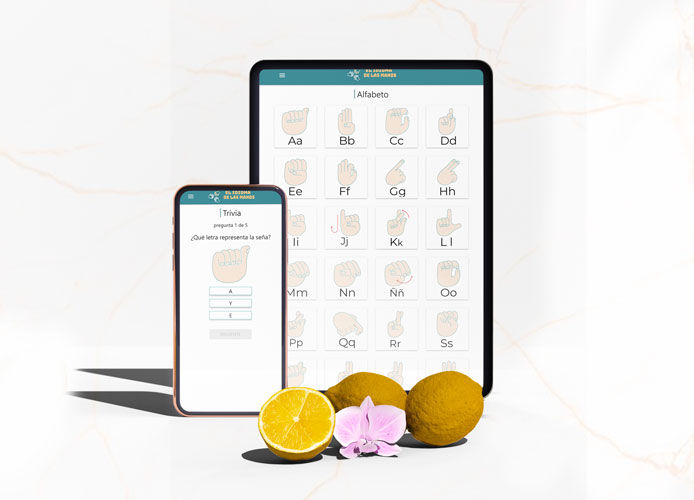 EL IDIOMA
DE LAS MANOS
Alfabeto
Aa
Bb
Cc
Dd
Ee
Ff
Gg
Hh
Ii
Jj
Kk
Ll
Mm
Nn
Ññ
Oo
Pp
Qq
Rr
Ss
EL IDIOMA
DE LAS MANOS
Trivia
pregunta 1 de 5
¿Qué letra representa la seña?
A
Y
E